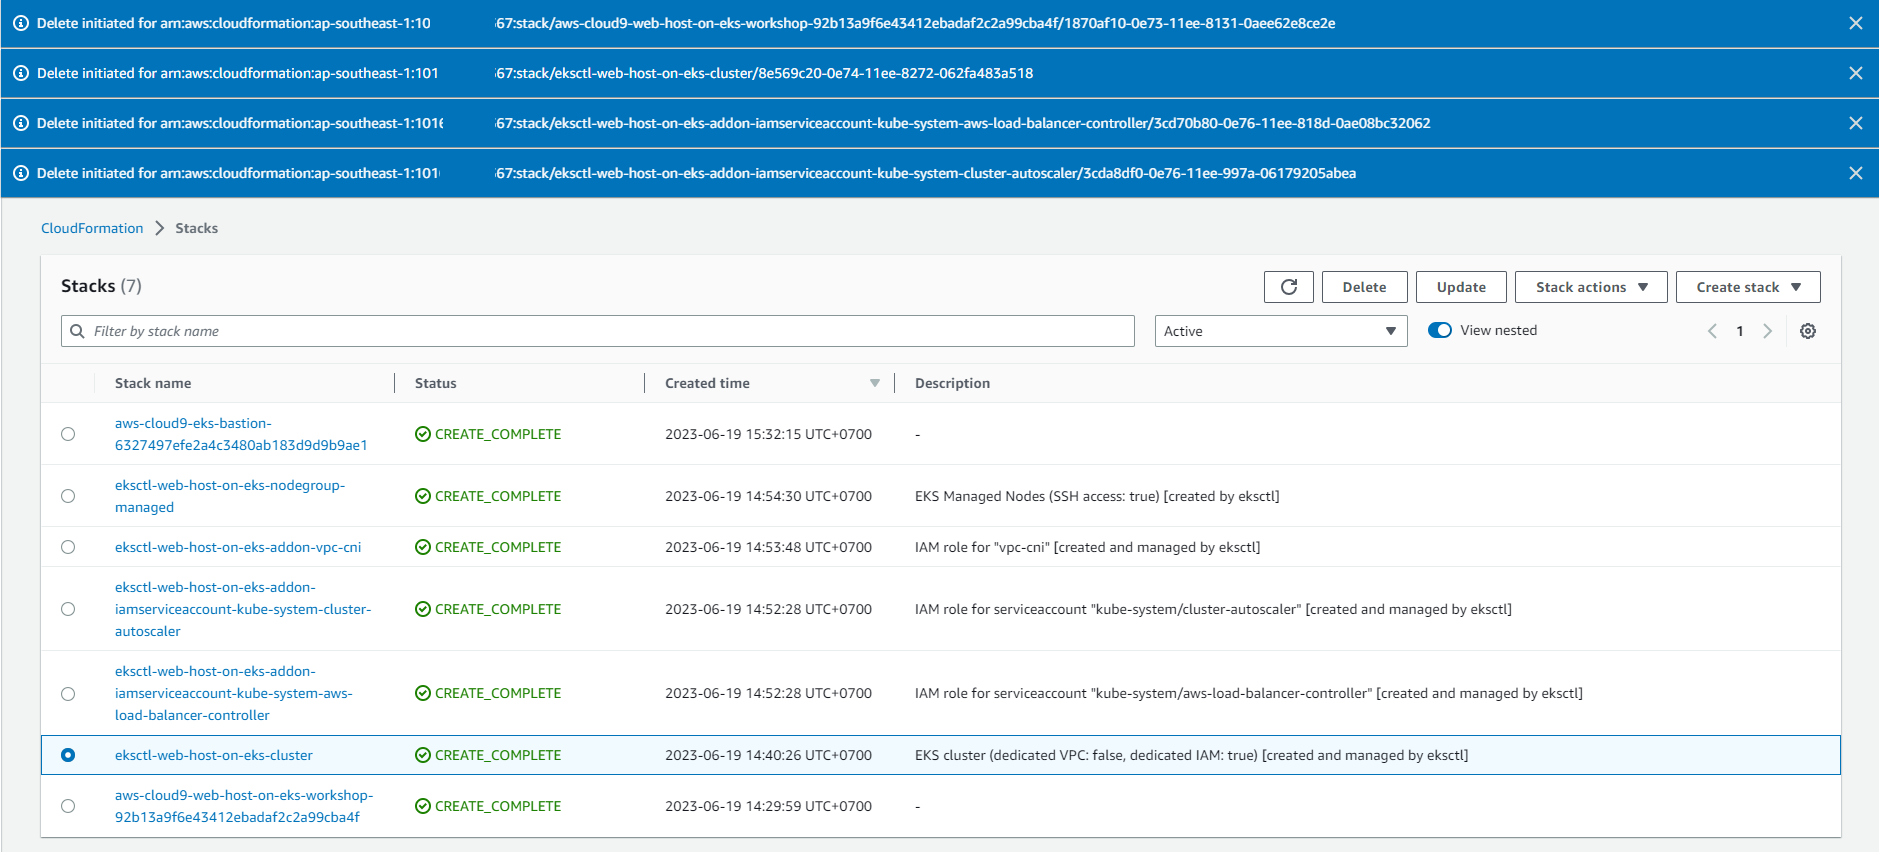 Delete initiated for arn:aws:cloudformation:ap-southeast-1:10 67:stack/aws-cloud9-web-host-on-eks-workshop-92b13a9f6e43412ebadaf2c2a99cba4f/1870af10-0e73-11ee-8131-0aee62e8ce2e
Delete initiated for arn:aws:cloudformation:ap-southeast-1:101 67:stack/eksctl-web-host-on-eks-cluster/8e569c20-0e74-11ee-8272-062fa483a518
Delete initiated for arn:aws:cloudformation:ap-southeast-1:1016 67:stack/eksctl-web-host-on-eks-addon-iamserviceaccount-kube-system-aws-load-balancer-controller/3cd70b80-0e76-11ee-818d-0ae08bc32062
Delete initiated for arn:aws:cloudformation:ap-southeast-1:101 67:stack/eksctl-web-host-on-eks-addon-iamserviceaccount-kube-system-cluster-autoscaler/3cda8df0-0e76-11ee-997a-06179205abea
CloudFormation > Stacks
Stacks (7)
Delete
Update
Stack actions
Create stack
Filter by stack name
Active
View nested
1
Stack name Status Created time Description
aws-cloud9-eks-bastion-
6327497efe2a4c3480ab183d9d9b9ae1
CREATE_COMPLETE
2023-06-19 15:32:15 UTC+0700
-
eksctl-web-host-on-eks-nodegroup-
managed
CREATE_COMPLETE
2023-06-19 14:54:30 UTC+0700
EKS Managed Nodes (SSH access: true) [created by eksctl]
eksctl-web-host-on-eks-addon-vpc-cni
CREATE_COMPLETE
2023-06-19 14:53:48 UTC+0700
IAM role for "vpc-cni" [created and managed by eksctl]
eksctl-web-host-on-eks-addon-
iamserviceaccount-kube-system-cluster-
autoscaler
CREATE_COMPLETE
2023-06-19 14:52:28 UTC+0700
IAM role for serviceaccount "kube-system/cluster-autoscaler" [created and managed by eksctl]
eksctl-web-host-on-eks-addon-
iamserviceaccount-kube-system-aws-
load-balancer-controller
CREATE_COMPLETE
2023-06-19 14:52:28 UTC+0700
IAM role for serviceaccount "kube-system/aws-load-balancer-controller" [created and managed by eksctl]
eksctl-web-host-on-eks-cluster
CREATE_COMPLETE
2023-06-19 14:40:26 UTC+0700
EKS cluster (dedicated VPC: false, dedicated IAM: true) [created and managed by eksctl]
aws-cloud9-web-host-on-eks-workshop-
92b13a9f6e43412ebadaf2c2a99cba4f
CREATE_COMPLETE
2023-06-19 14:29:59 UTC+0700
-